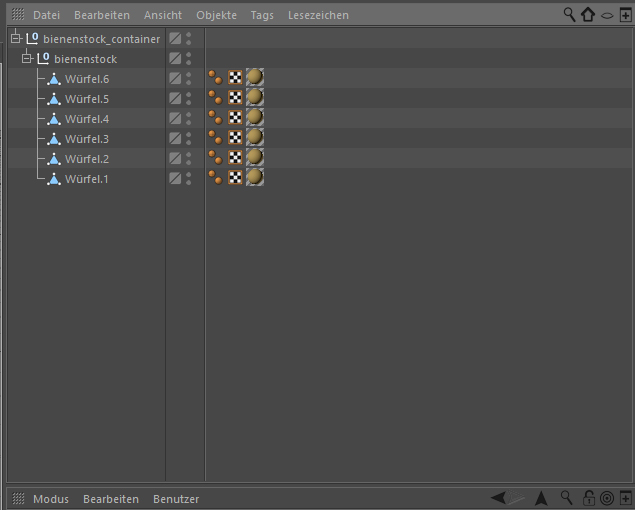 Datei Bearbeiten Ansicht Objekte Tags Lesezeichen
bienenstock_container
bienenstock
Würfel.6
Würfel.5
Würfel.4
Würfel.3
Würfel.2
Würfel.1
Modus Bearbeiten Benutzer